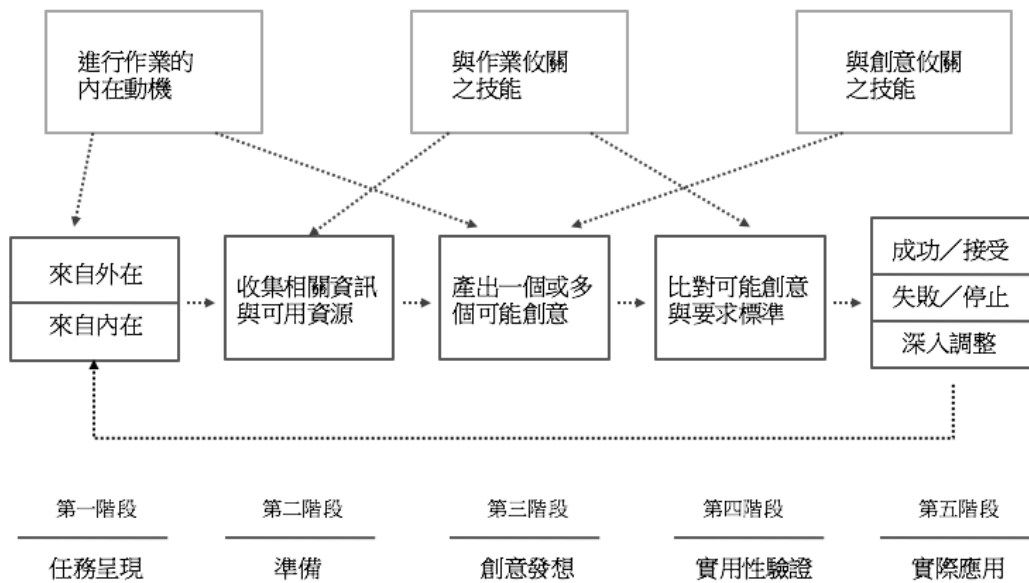 進行作業的
內在動機
與作業攸關
之技能
與創意攸關
之技能
來自外在
來自內在
收集相關資訊
與可用資源
產出一個或多
個可能創意
比對可能創意
與要求標準
成功／接受
失敗／停止
深入調整
第一階段
第二階段
第三階段
第四階段
第五階段
任務呈現
準備
創意發想
實用性驗證
實際應用